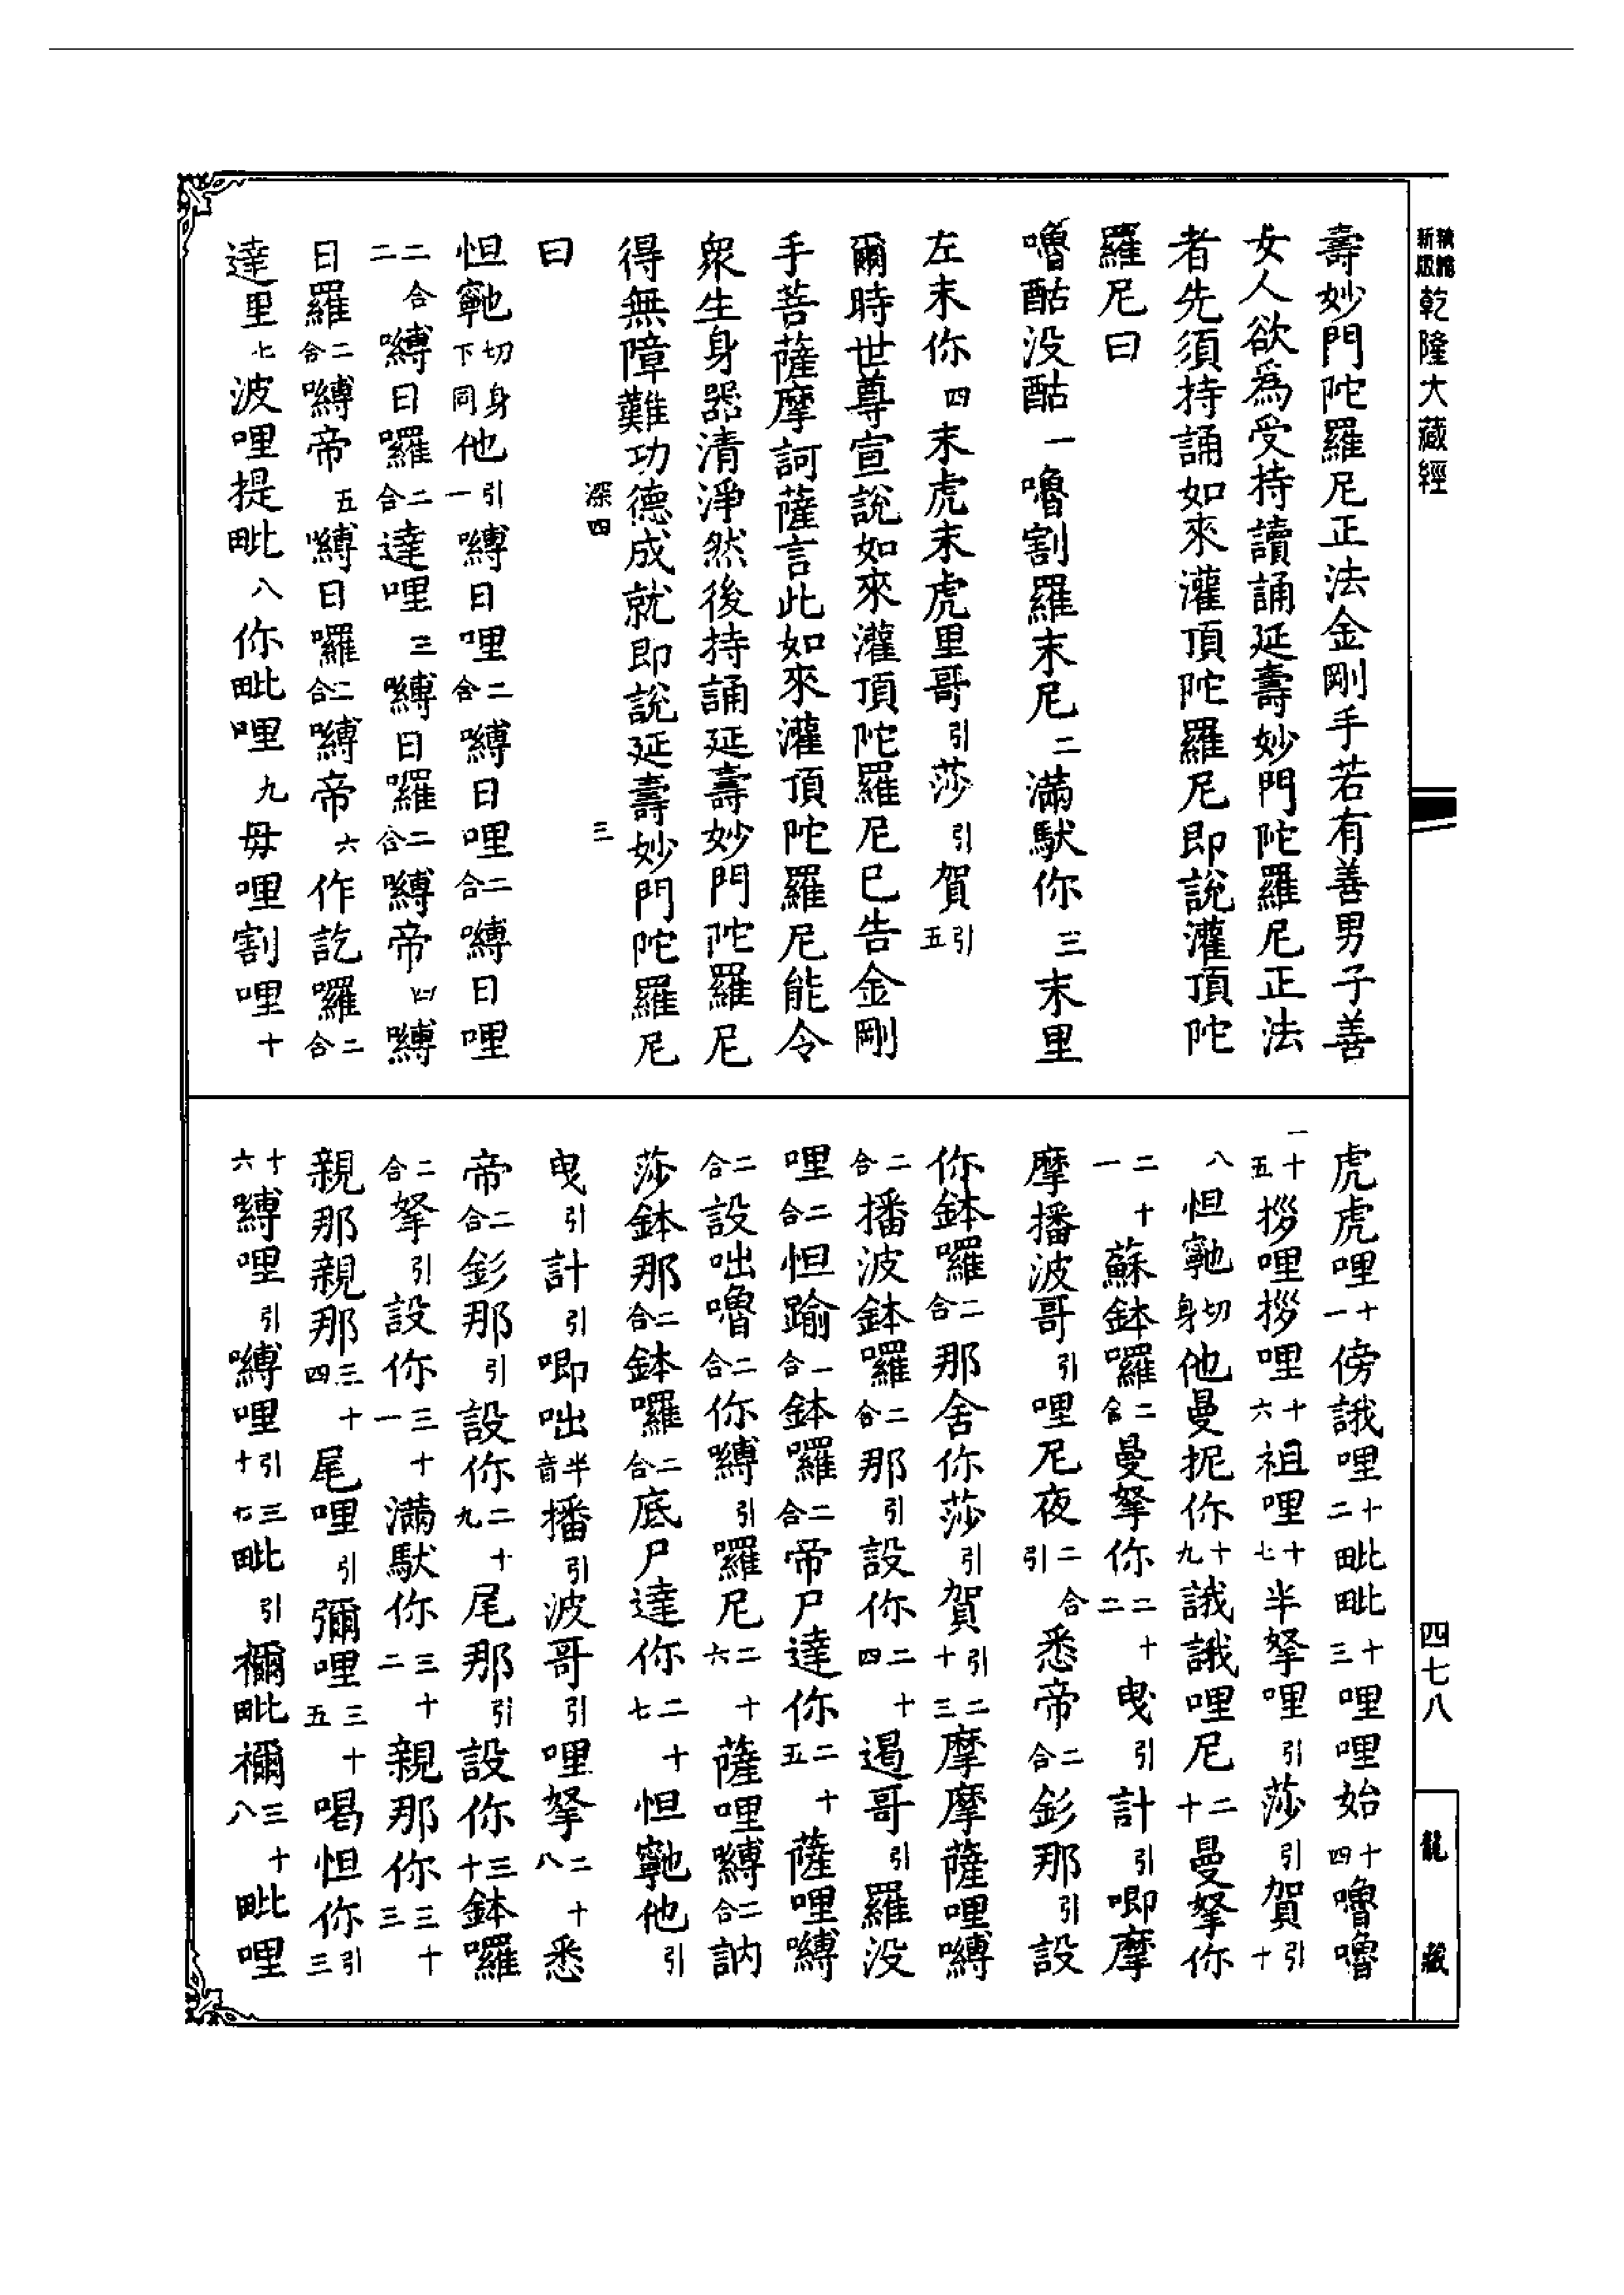 新版
精縮
乾隆大藏經
四七八
龍藏
壽妙門陀羅尼正法金剛手若有善男子善
女人欲為受持讀誦延壽妙門陀羅尼正法
者先須持誦如來灌頂陀羅尼即說灌頂陀
羅尼曰
嚕酤没酤一嚕割羅末尼二滿馱你三末里
左末你四末虎末虎里哥引莎引賀引五
爾時世尊宣說如來灌頂陀羅尼已告金剛
手菩薩摩訶薩言此如來灌頂陀羅尼能令
眾生身器清淨然後持誦延壽妙門陀羅尼
得無障難功德成就即說延壽妙門陀羅尼
深四 三
曰
怛寧也切身下同他引一嚩日哩二合嚩日哩二合嚩日哩
二合二嚩日囉二合達哩三嚩日囉二合嚩帝四嚩
日羅二合嚩帝五嚩日囉二合嚩帝六作訖囉二合
達里七波哩提毗八你毗哩九毋哩割哩十
虎虎哩十一傍誐哩十二毗毗十三哩哩始十四嚕嚕
十五拶哩拶哩十六祖哩十七半拏哩引莎引賀引十
八怛寧也切身他曼抳你十九誐誐哩尼二十曼拏你
二十一蘇鉢囉二合曼拏你二十二曳引計引唧摩
摩播波哥引哩尼夜二合引悉帝二合釤那引設
你鉢囉二合那舍你莎引賀引二十三摩摩薩哩嚩
二合播波鉢囉二合那引設你二十四遏哥引羅没
哩二合怛踰一合鉢囉二合帝尸達你二十五薩哩嚩
二合設咄嚕二合你嚩引囉尼二十六薩哩嚩二合訥
莎鉢那二合鉢囉二合底尸達你二十七怛寧也他引
曳引計引唧咄半音播引波哥引哩拏二十八悉
帝二合釤那引設你二十九尾那引設你三十鉢囉
二合拏引設你三十一滿馱你三十二親那你三十三
親那親那三十四尾哩引彌哩三十五喝怛你引三
十六嚩哩引嚩哩引三十七毗引禰毗禰三十八毗哩